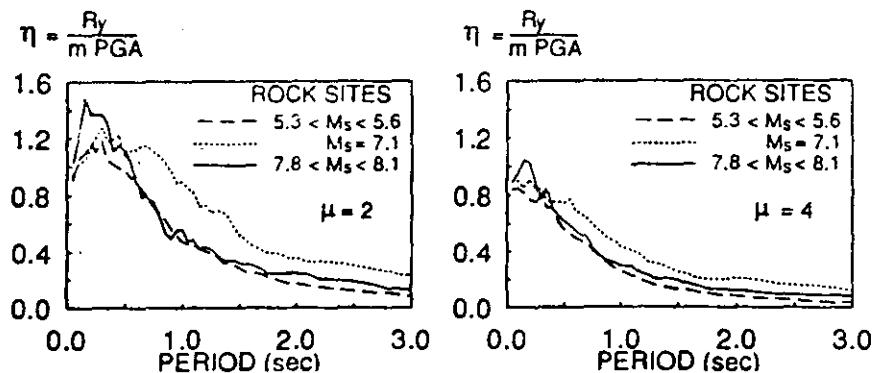 η = Ry / m PGA
1.6
1.2
0.8
0.4
0.0
ROCK SITES
5.3 < Ms < 5.6
Ms = 7.1
7.8 < Ms < 8.1
μ = 2
0.0 1.0 2.0 3.0
PERIOD (sec)
η = Ry / m PGA
1.6
1.2
0.8
0.4
0.0
ROCK SITES
5.3 < Ms < 5.6
Ms = 7.1
7.8 < Ms < 8.1
μ = 4
0.0 1.0 2.0 3.0
PERIOD (sec)